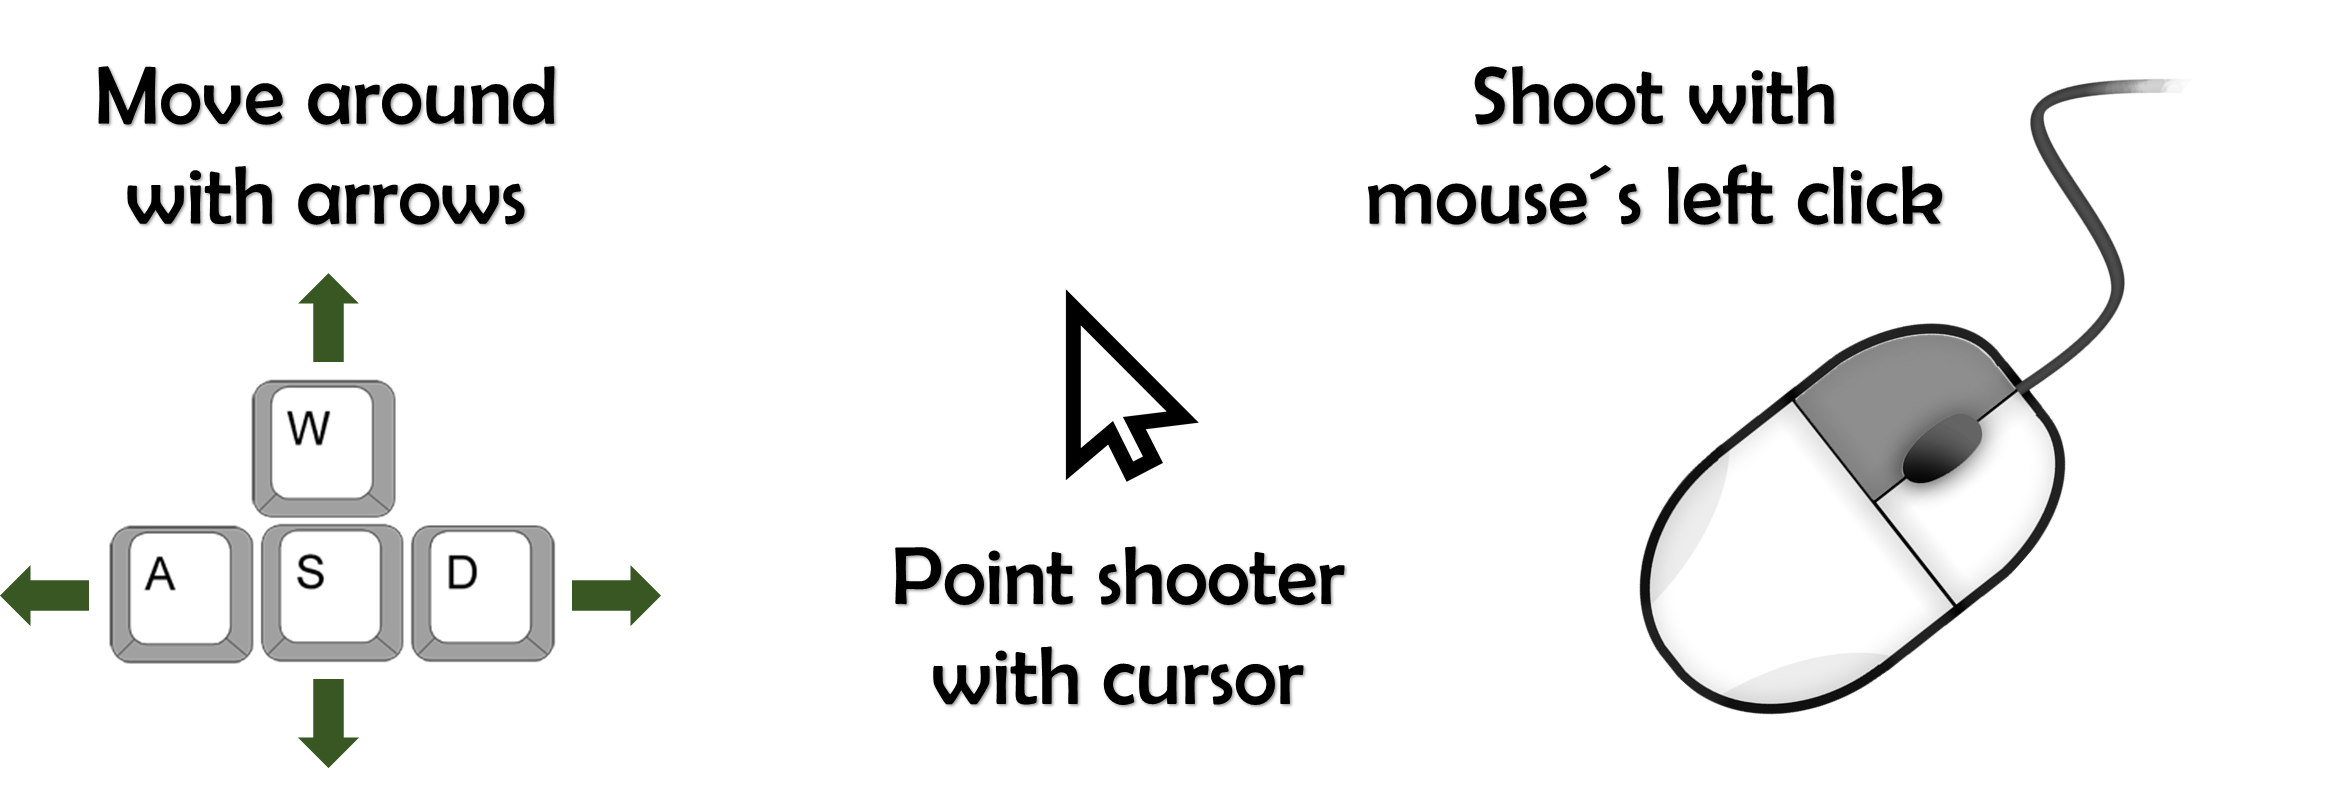 Move around
with arrows
W
A S D
Point shooter
with cursor
Shoot with
mouse´s left click